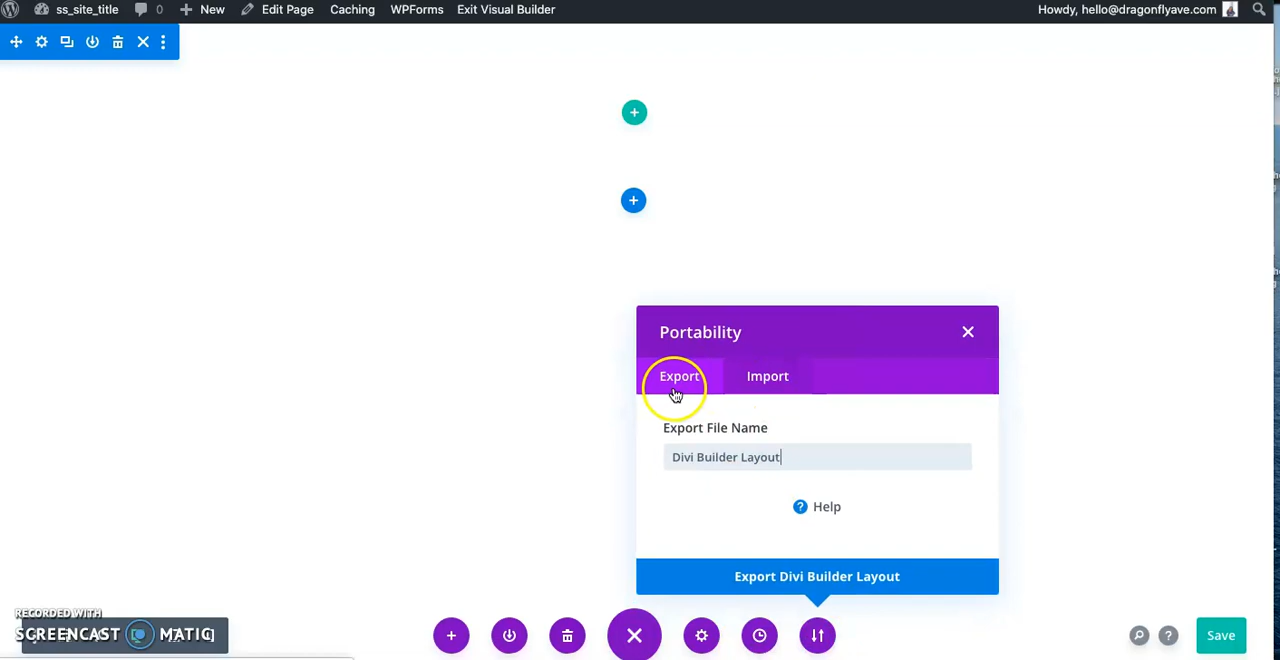 ss_site_title 0 New Edit Page Caching WPForms Exit Visual Builder Howdy, hello@dragonflyave.com
Portability
Export Import
Export File Name
Divi Builder Layout
? Help
Export Divi Builder Layout
RECORDED WITH
SCREENCAST MATIC
? Save